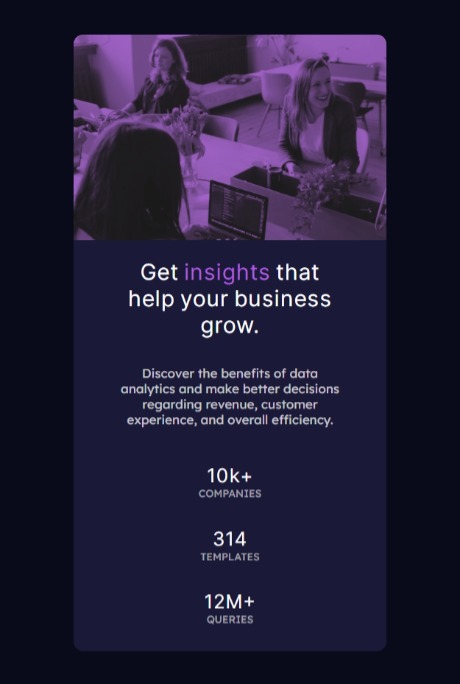 Get insights that
help your business
grow.
Discover the benefits of data
analytics and make better decisions
regarding revenue, customer
experience, and overall efficiency.
10k+
COMPANIES
314
TEMPLATES
12M+
QUERIES